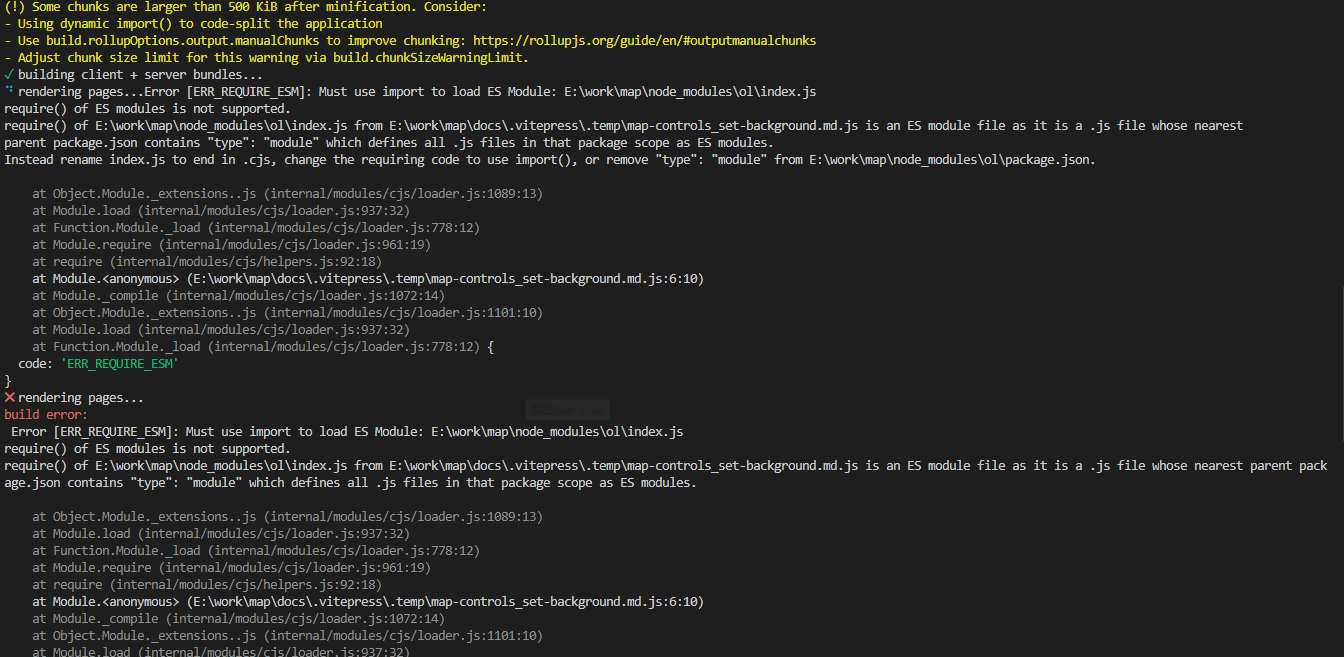 (!) Some chunks are larger than 500 KiB after minification. Consider:
- Using dynamic import() to code-split the application
- Use build.rollupOptions.output.manualChunks to improve chunking: https://rollupjs.org/guide/en/#outputmanualchunks
- Adjust chunk size limit for this warning via build.chunkSizeWarningLimit.
✓ building client + server bundles...
⠙ rendering pages...Error [ERR_REQUIRE_ESM]: Must use import to load ES Module: E:\work\map\node_modules\ol\index.js
require() of ES modules is not supported.
require() of E:\work\map\node_modules\ol\index.js from E:\work\map\docs\.vitepress\.temp\map-controls_set-background.md.js is an ES module file as it is a .js file whose nearest
parent package.json contains "type": "module" which defines all .js files in that package scope as ES modules.
Instead rename index.js to end in .cjs, change the requiring code to use import(), or remove "type": "module" from E:\work\map\node_modules\ol\package.json.
at Object.Module._extensions..js (internal/modules/cjs/loader.js:1089:13)
at Module.load (internal/modules/cjs/loader.js:937:32)
at Function.Module._load (internal/modules/cjs/loader.js:778:12)
at Module.require (internal/modules/cjs/loader.js:961:19)
at require (internal/modules/cjs/helpers.js:92:18)
at Module.<anonymous> (E:\work\map\docs\.vitepress\.temp\map-controls_set-background.md.js:6:10)
at Module._compile (internal/modules/cjs/loader.js:1072:14)
at Object.Module._extensions..js (internal/modules/cjs/loader.js:1101:10)
at Module.load (internal/modules/cjs/loader.js:937:32)
at Function.Module._load (internal/modules/cjs/loader.js:778:12) {
code: 'ERR_REQUIRE_ESM'
}
✖ rendering pages...
build error:
Error [ERR_REQUIRE_ESM]: Must use import to load ES Module: E:\work\map\node_modules\ol\index.js
require() of ES modules is not supported.
require() of E:\work\map\node_modules\ol\index.js from E:\work\map\docs\.vitepress\.temp\map-controls_set-background.md.js is an ES module file as it is a .js file whose nearest parent pack
age.json contains "type": "module" which defines all .js files in that package scope as ES modules.
at Object.Module._extensions..js (internal/modules/cjs/loader.js:1089:13)
at Module.load (internal/modules/cjs/loader.js:937:32)
at Function.Module._load (internal/modules/cjs/loader.js:778:12)
at Module.require (internal/modules/cjs/loader.js:961:19)
at require (internal/modules/cjs/helpers.js:92:18)
at Module.<anonymous> (E:\work\map\docs\.vitepress\.temp\map-controls_set-background.md.js:6:10)
at Module._compile (internal/modules/cjs/loader.js:1072:14)
at Object.Module._extensions..js (internal/modules/cjs/loader.js:1101:10)
at Module.load (internal/modules/cjs/loader.js:937:32)